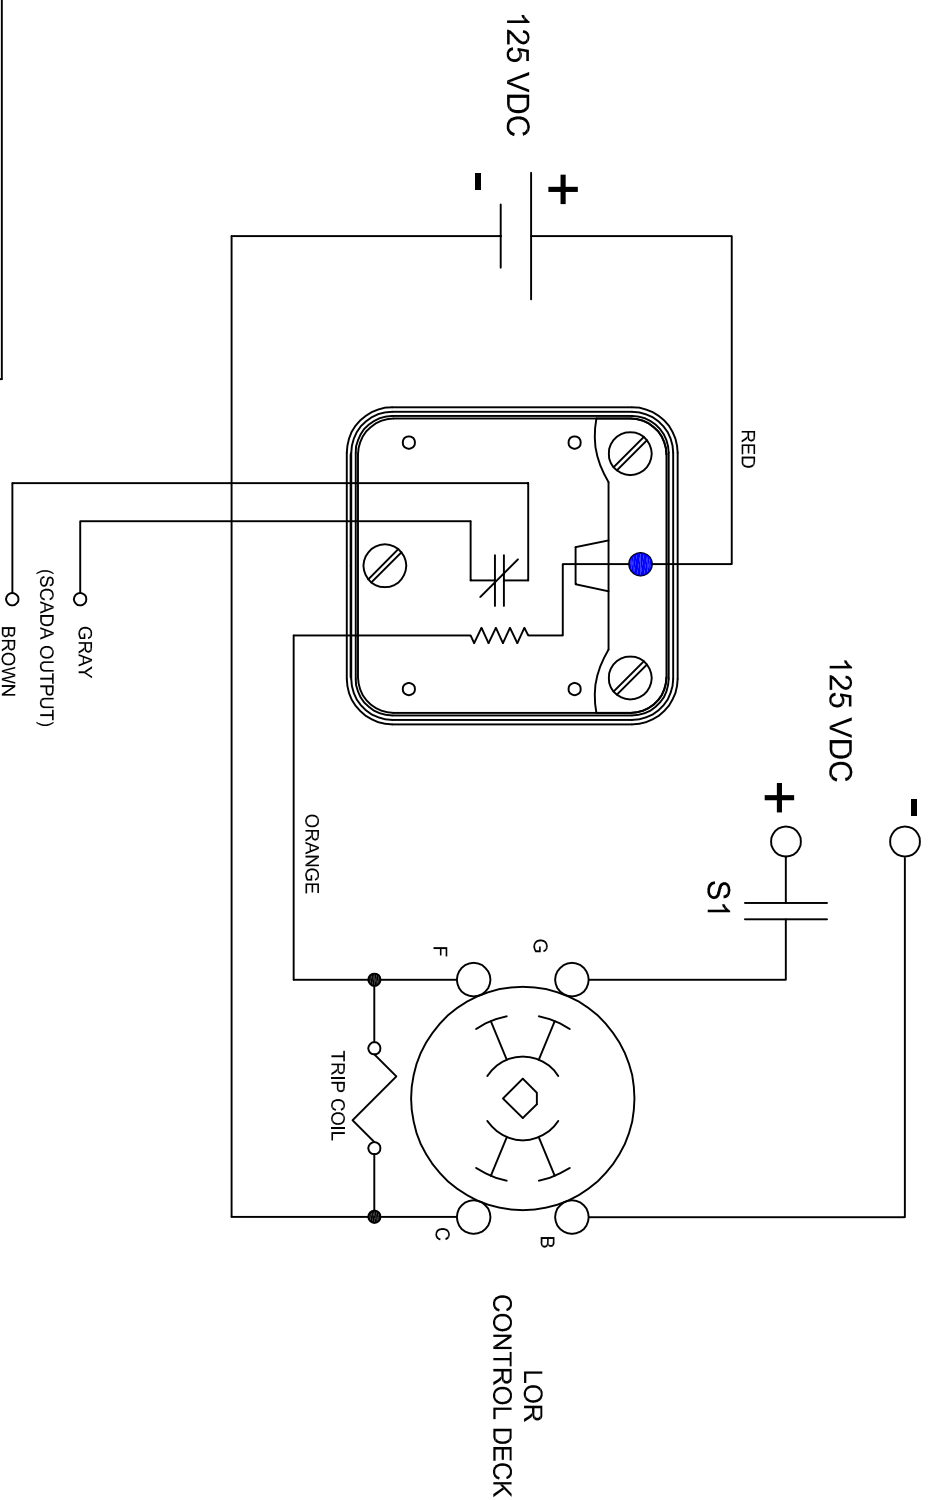 125 VDC
-
+
RED
125 VDC
+
-
S1
GRAY
(SCADA OUTPUT)
BROWN
ORANGE
G
F
TRIP COIL
B
C
LOR
CONTROL DECK